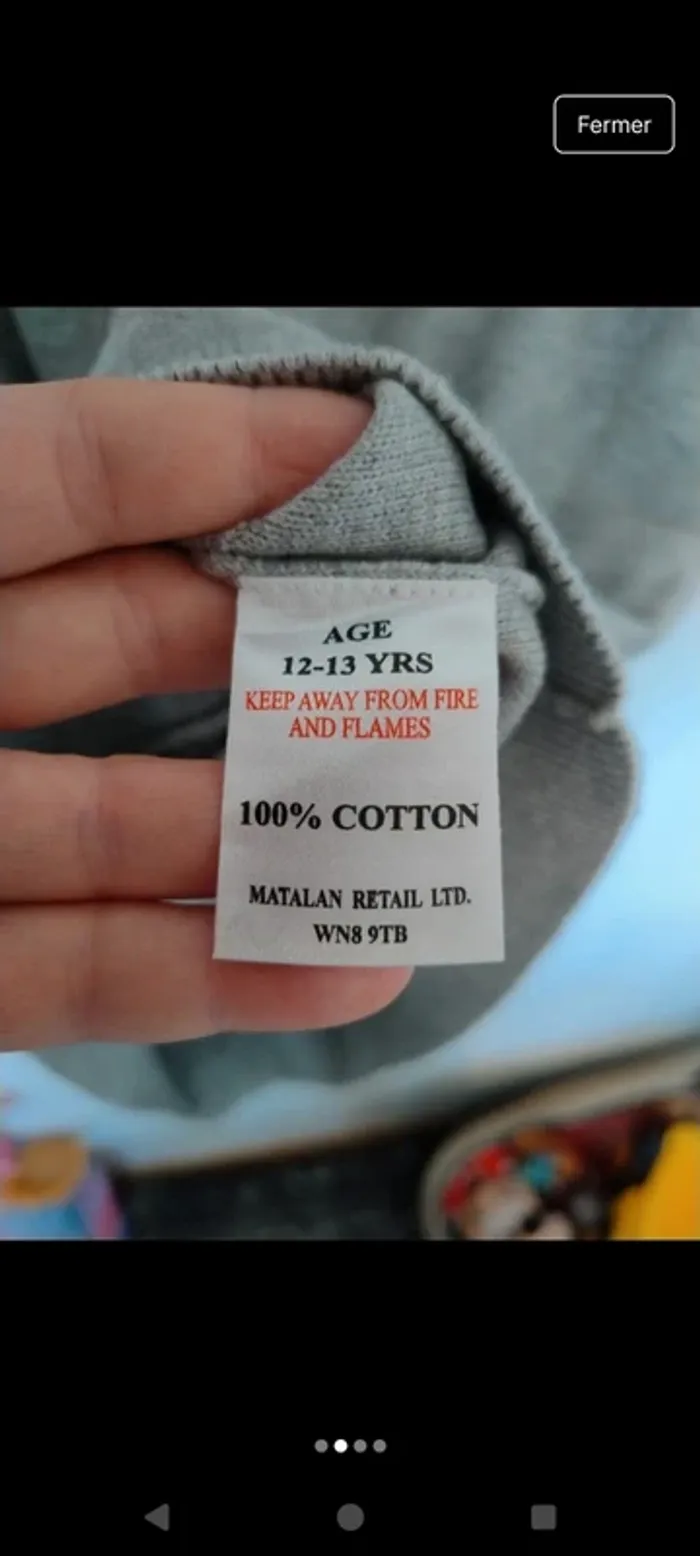 Fermer
AGE
12-13 YRS
KEEP AWAY FROM FIRE
AND FLAMES
100% COTTON
MATALAN RETAIL LTD.
WN8 9TB